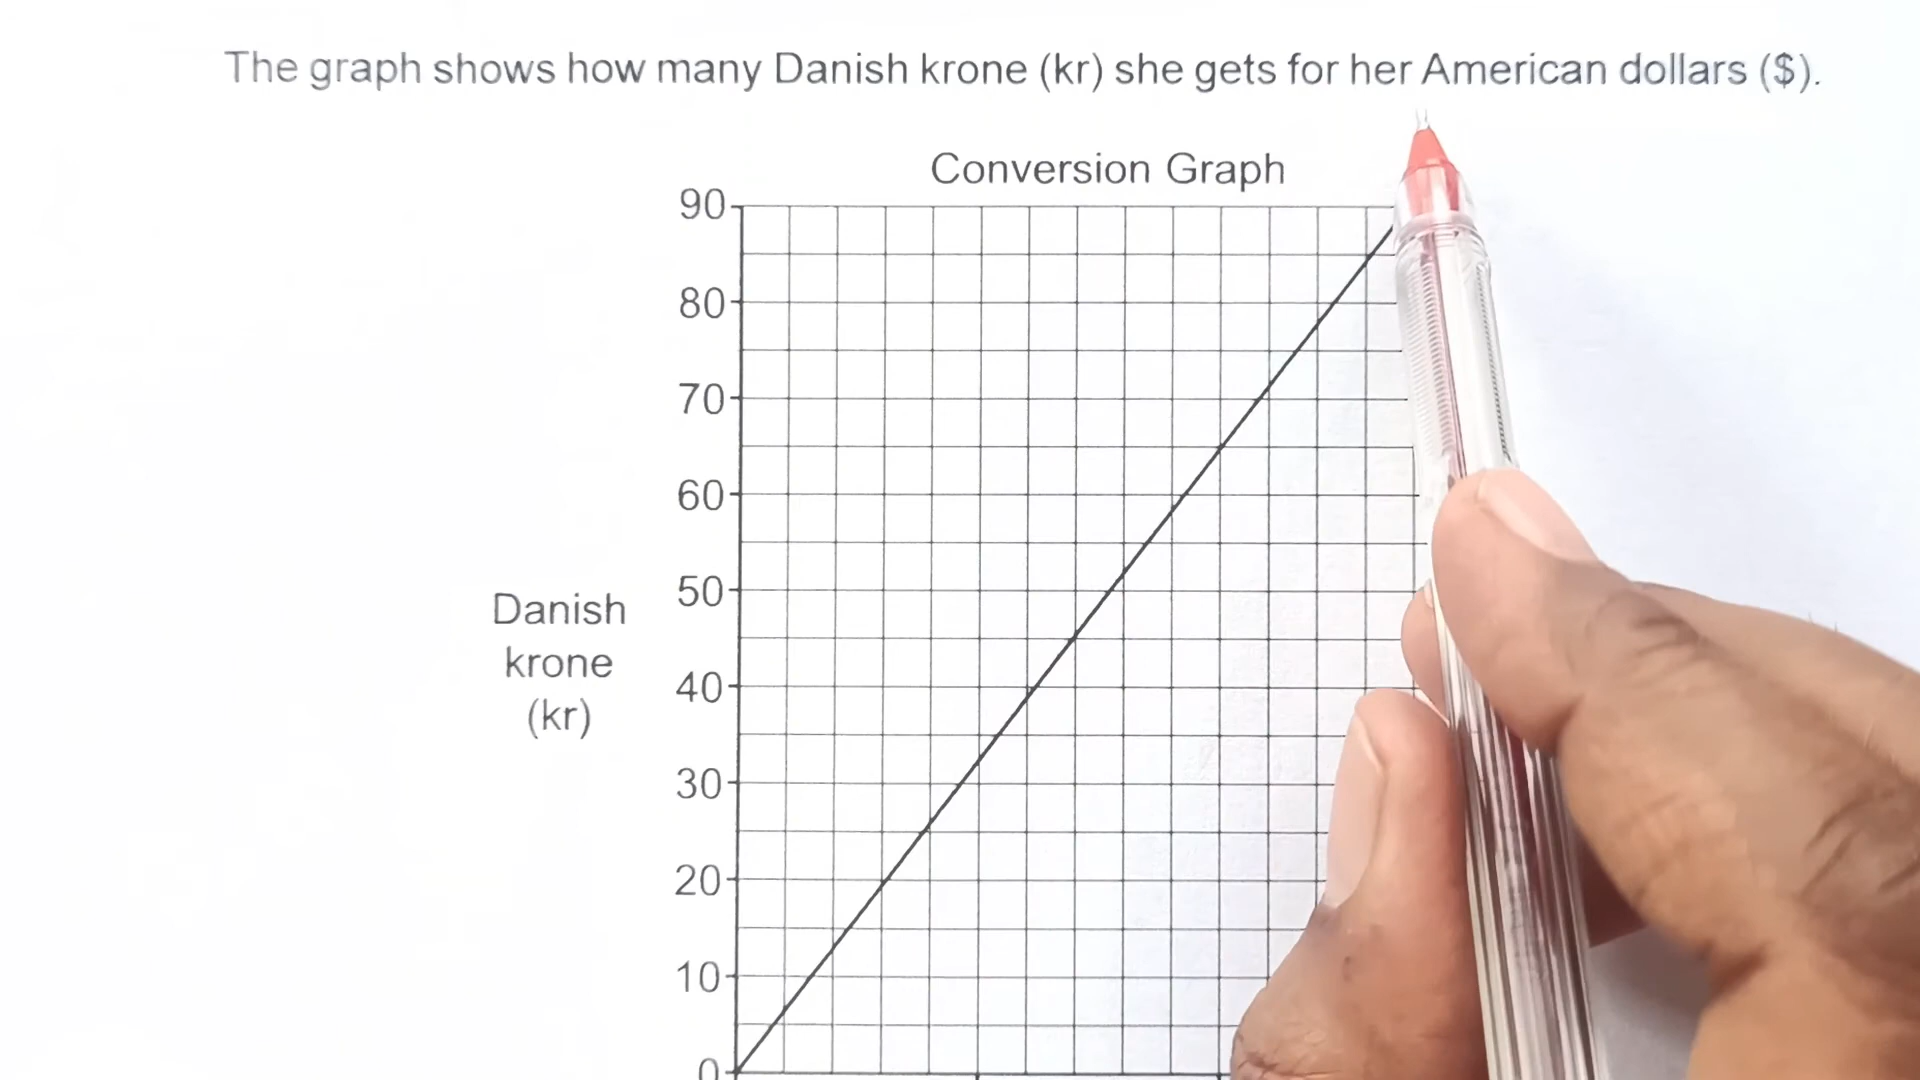 The graph shows how many Danish krone (kr) she gets for her American dollars ($).
Conversion Graph
90
80
70
60
50
40
30
20
10
0
Danish
krone
(kr)